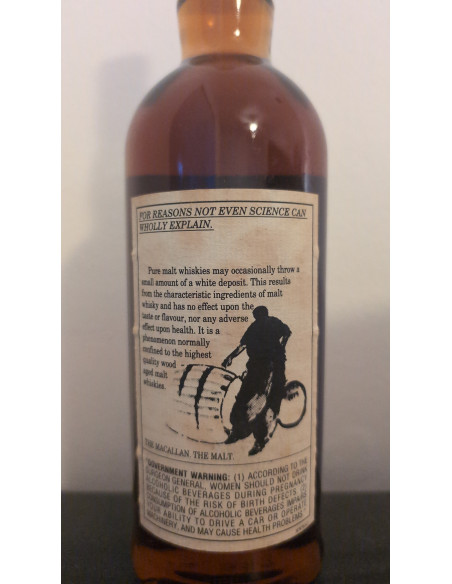 FOR REASONS NOT EVEN SCIENCE CAN
WHOLLY EXPLAIN.
Pure malt whiskies may occasionally throw a
small amount of a white deposit. This results
from the characteristic ingredients of malt
whisky and has no effect upon the
taste or flavour, nor any adverse
effect upon health. It is a
phenomenon normally
confined to the highest
quality wood
aged malt
whiskies.
THE MACALLAN. THE MALT.
"GOVERNMENT WARNING: (1) ACCORDING TO THE
SURGEON GENERAL, WOMEN SHOULD NOT DRINK
ALCOHOLIC BEVERAGES DURING PREGNANCY
BECAUSE OF THE RISK OF BIRTH DEFECTS.
CONSUMPTION OF ALCOHOLIC BEVERAGES IMPAIRS
YOUR ABILITY TO DRIVE A CAR OR OPERATE
MACHINERY, AND MAY CAUSE HEALTH PROBLEMS